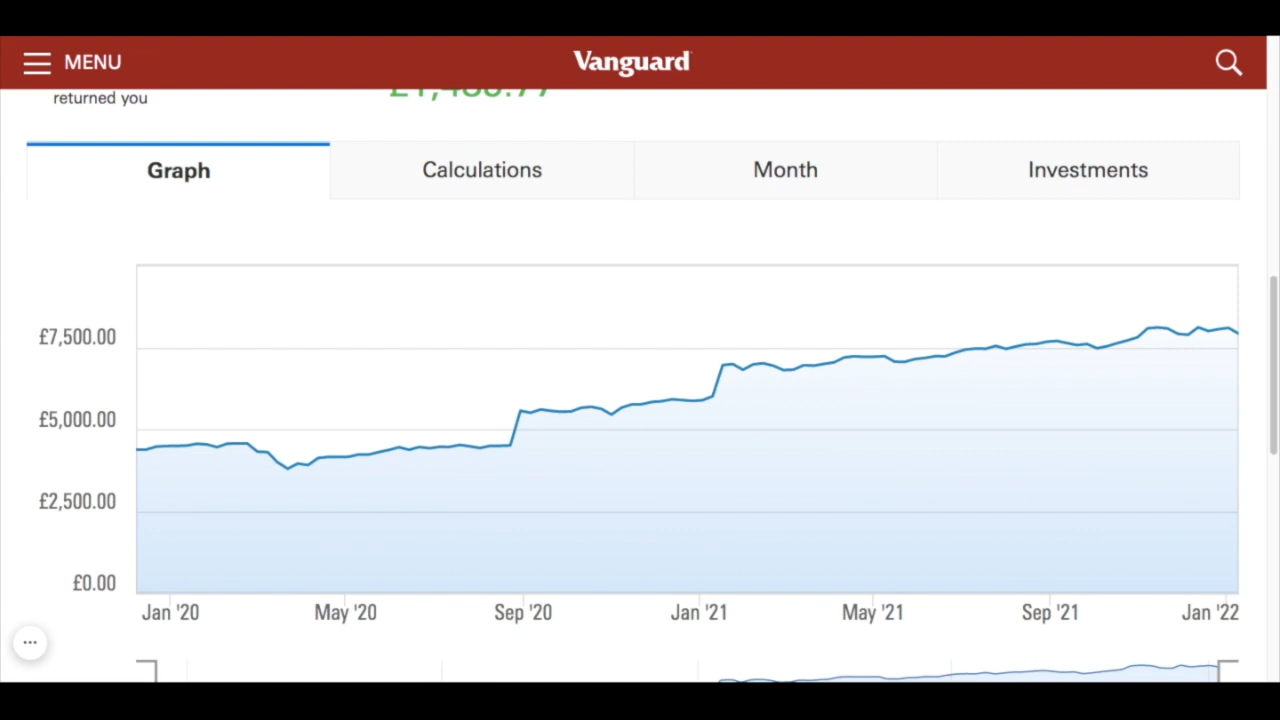 MENU
Vanguard
returned you
Graph
Calculations
Month
Investments
£7,500.00
£5,000.00
£2,500.00
£0.00
Jan '20
May '20
Sep '20
Jan '21
May '21
Sep '21
Jan '22